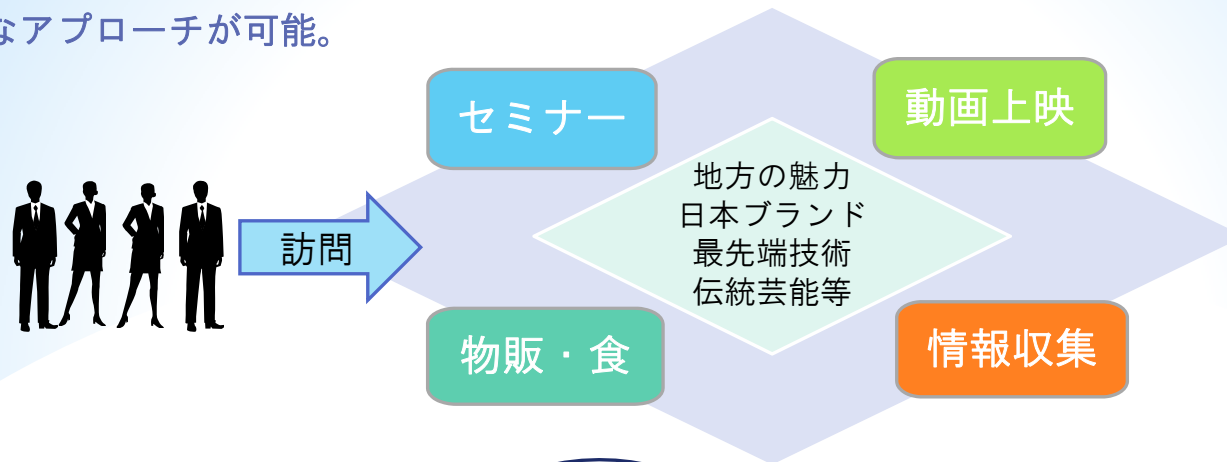 なアプローチが可能。
セミナー
動画上映
地方の魅力
日本ブランド
最先端技術
伝統芸能等
訪問
物販・食
情報収集